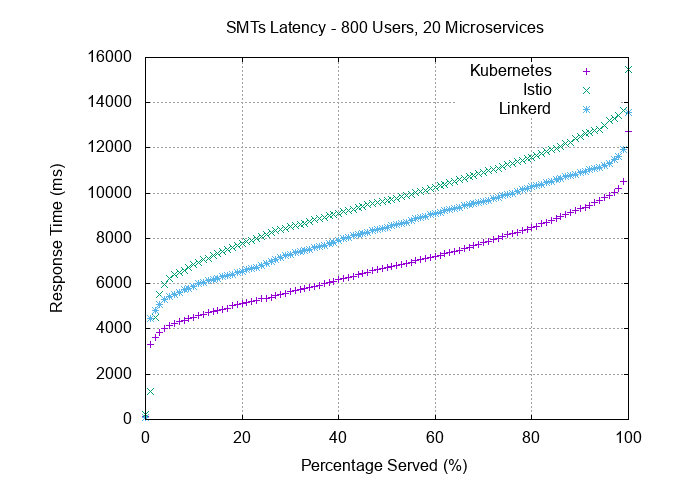 SMTs Latency - 800 Users, 20 Microservices
16000
14000
12000
10000
8000
6000
4000
2000
0
Response Time (ms)
Kubernetes
Istio
Linkerd
0 20 40 60 80 100
Percentage Served (%)